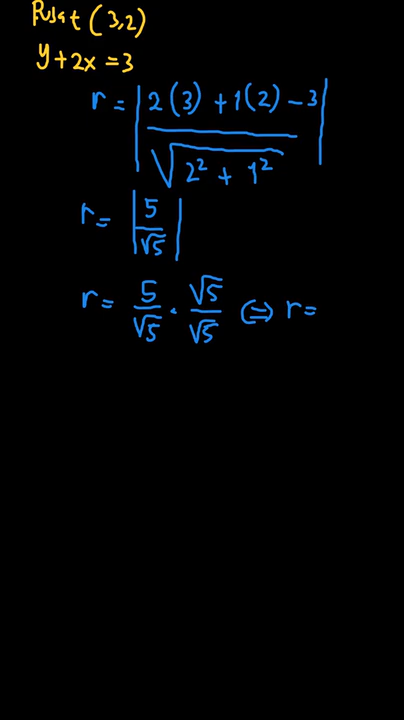 Pusat (3,2)
y+2x=3
r = |2(3) + 1(2) - 3 / √(2² + 1²)|
r = |5/√5|
r = 5/√5 · √5/√5 ⇔ r =